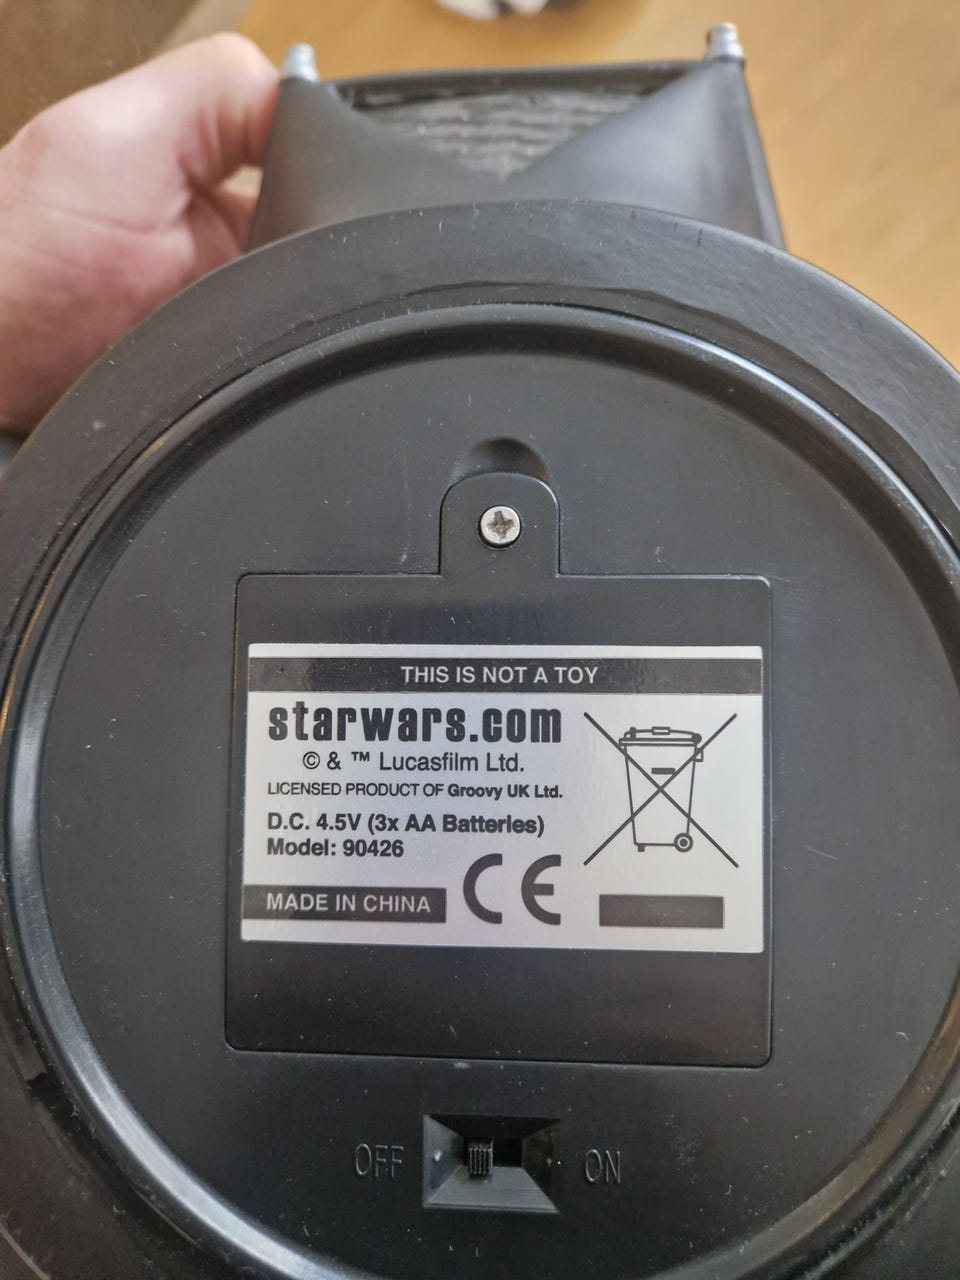 THIS IS NOT A TOY
starwars.com
© & ™ Lucasfilm Ltd.
LICENSED PRODUCT OF Groovy UK Ltd.
D.C. 4.5V (3x AA Batteries)
Model: 90426
MADE IN CHINA
CE
OFF ON